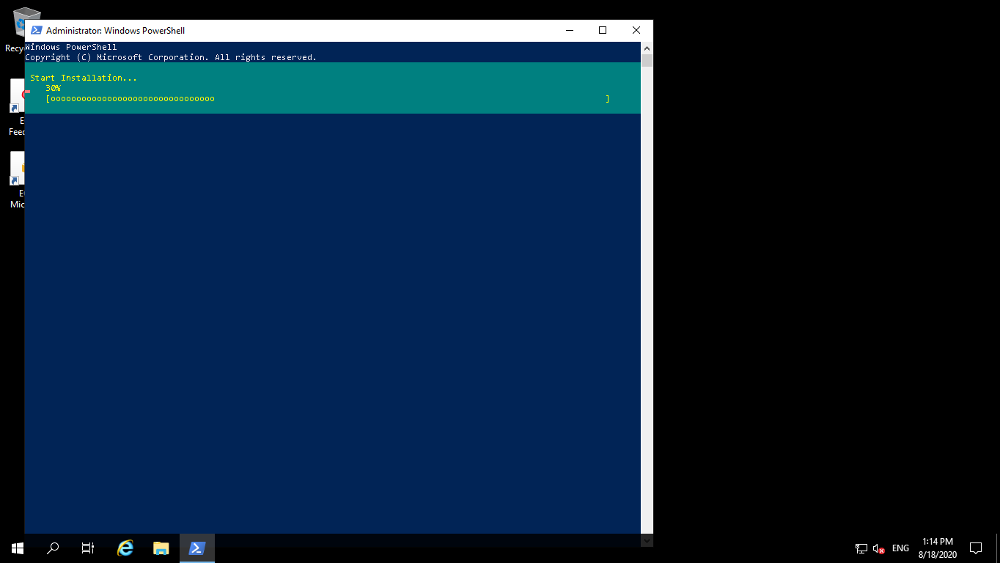 Administrator: Windows PowerShell
Windows PowerShell
Copyright (C) Microsoft Corporation. All rights reserved.
Start Installation...
30%
[oooooooooooooooooooooooooooooooo ]
Recy
E
Feed
Mic
ENG
1:14 PM
8/18/2020